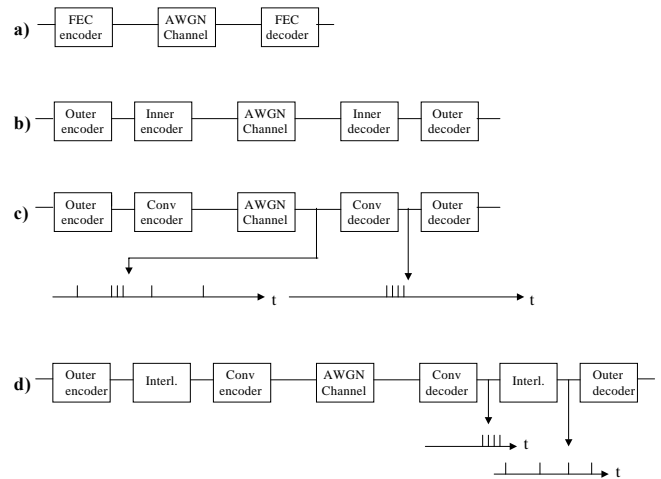 a) FEC encoder AWGN Channel FEC decoder
b) Outer encoder Inner encoder AWGN Channel Inner decoder Outer decoder
c) Outer encoder Conv encoder AWGN Channel Conv decoder Outer decoder
t t
d) Outer encoder Interl. Conv encoder AWGN Channel Conv decoder Interl. Outer decoder
t
t